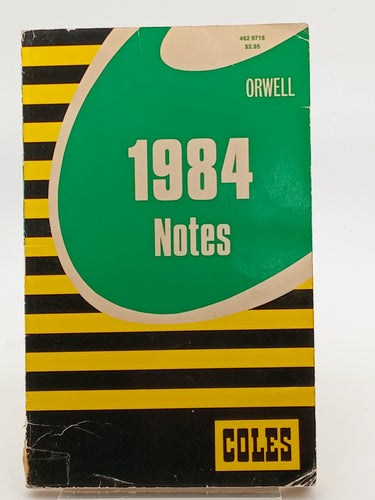 462 9718
$2.95
ORWELL
1984
Notes
COLES